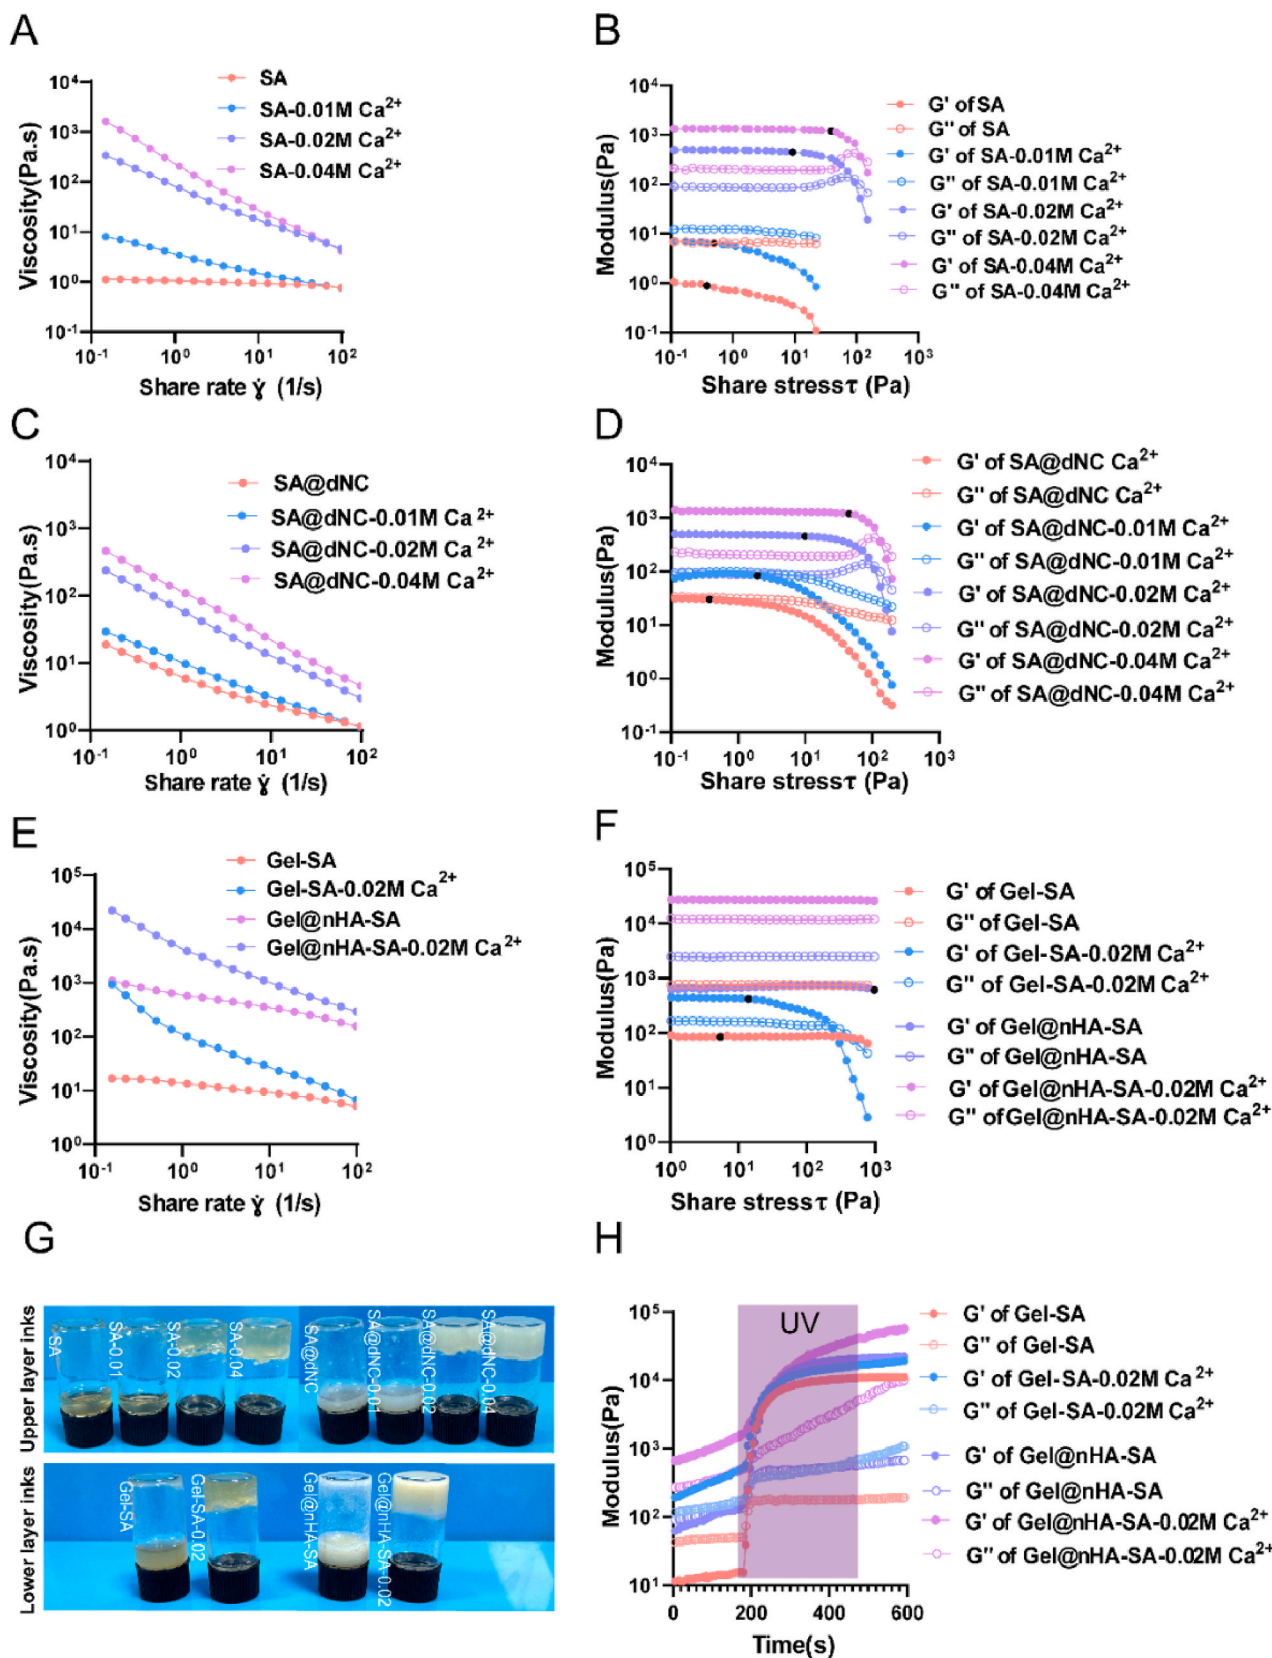 A
Viscosity(Pa.s)
10⁴
10³
10²
10¹
10⁰
10⁻¹
10⁻¹ 10⁰ 10¹ 10²
Share rate γ̇ (1/s)
SA
SA-0.01M Ca²⁺
SA-0.02M Ca²⁺
SA-0.04M Ca²⁺
B
Modulus(Pa)
10⁴
10³
10²
10¹
10⁰
10⁻¹
10⁻¹ 10⁰ 10¹ 10² 10³
Share stressτ (Pa)
G' of SA
G" of SA
G' of SA-0.01M Ca²⁺
G" of SA-0.01M Ca²⁺
G' of SA-0.02M Ca²⁺
G" of SA-0.02M Ca²⁺
G' of SA-0.04M Ca²⁺
G" of SA-0.04M Ca²⁺
C
Viscosity(Pa.s)
10⁴
10³
10²
10¹
10⁰
10⁻¹ 10⁰ 10¹ 10²
Share rate γ̇ (1/s)
SA@dNC
SA@dNC-0.01M Ca²⁺
SA@dNC-0.02M Ca²⁺
SA@dNC-0.04M Ca²⁺
D
Modulus(Pa)
10⁴
10³
10²
10¹
10⁰
10⁻¹
10⁻¹ 10⁰ 10¹ 10² 10³
Share stressτ (Pa)
G' of SA@dNC Ca²⁺
G" of SA@dNC Ca²⁺
G' of SA@dNC-0.01M Ca²⁺
G" of SA@dNC-0.01M Ca²⁺
G' of SA@dNC-0.02M Ca²⁺
G" of SA@dNC-0.02M Ca²⁺
G' of SA@dNC-0.04M Ca²⁺
G" of SA@dNC-0.04M Ca²⁺
E
Viscosity(Pa.s)
10⁵
10⁴
10³
10²
10¹
10⁰
10⁻¹ 10⁰ 10¹ 10²
Share rate γ̇ (1/s)
Gel-SA
Gel-SA-0.02M Ca²⁺
Gel@nHA-SA
Gel@nHA-SA-0.02M Ca²⁺
F
Modulus(Pa)
10⁵
10⁴
10³
10²
10¹
10⁰
10⁰ 10¹ 10² 10³
Share stressτ (Pa)
G' of Gel-SA
G" of Gel-SA
G' of Gel-SA-0.02M Ca²⁺
G" of Gel-SA-0.02M Ca²⁺
G' of Gel@nHA-SA
G" of Gel@nHA-SA
G' of Gel@nHA-SA-0.02M Ca²⁺
G" of Gel@nHA-SA-0.02M Ca²⁺
G
Upper layer inks
SA
SA-0.01
SA-0.02
SA-0.04
SA@dNC
SA@dNC-0.01
SA@dNC-0.02
SA@dNC-0.04
Lower layer inks
Gel-SA
Gel-SA-0.02
Gel@nHA-SA
Gel@nHA-SA-0.02
H
Modulus(Pa)
10⁵
10⁴
10³
10²
10¹
UV
0 200 400 600
Time(s)
G' of Gel-SA
G" of Gel-SA
G' of Gel-SA-0.02M Ca²⁺
G" of Gel-SA-0.02M Ca²⁺
G' of Gel@nHA-SA
G" of Gel@nHA-SA
G' of Gel@nHA-SA-0.02M Ca²⁺
G" of Gel@nHA-SA-0.02M Ca²⁺